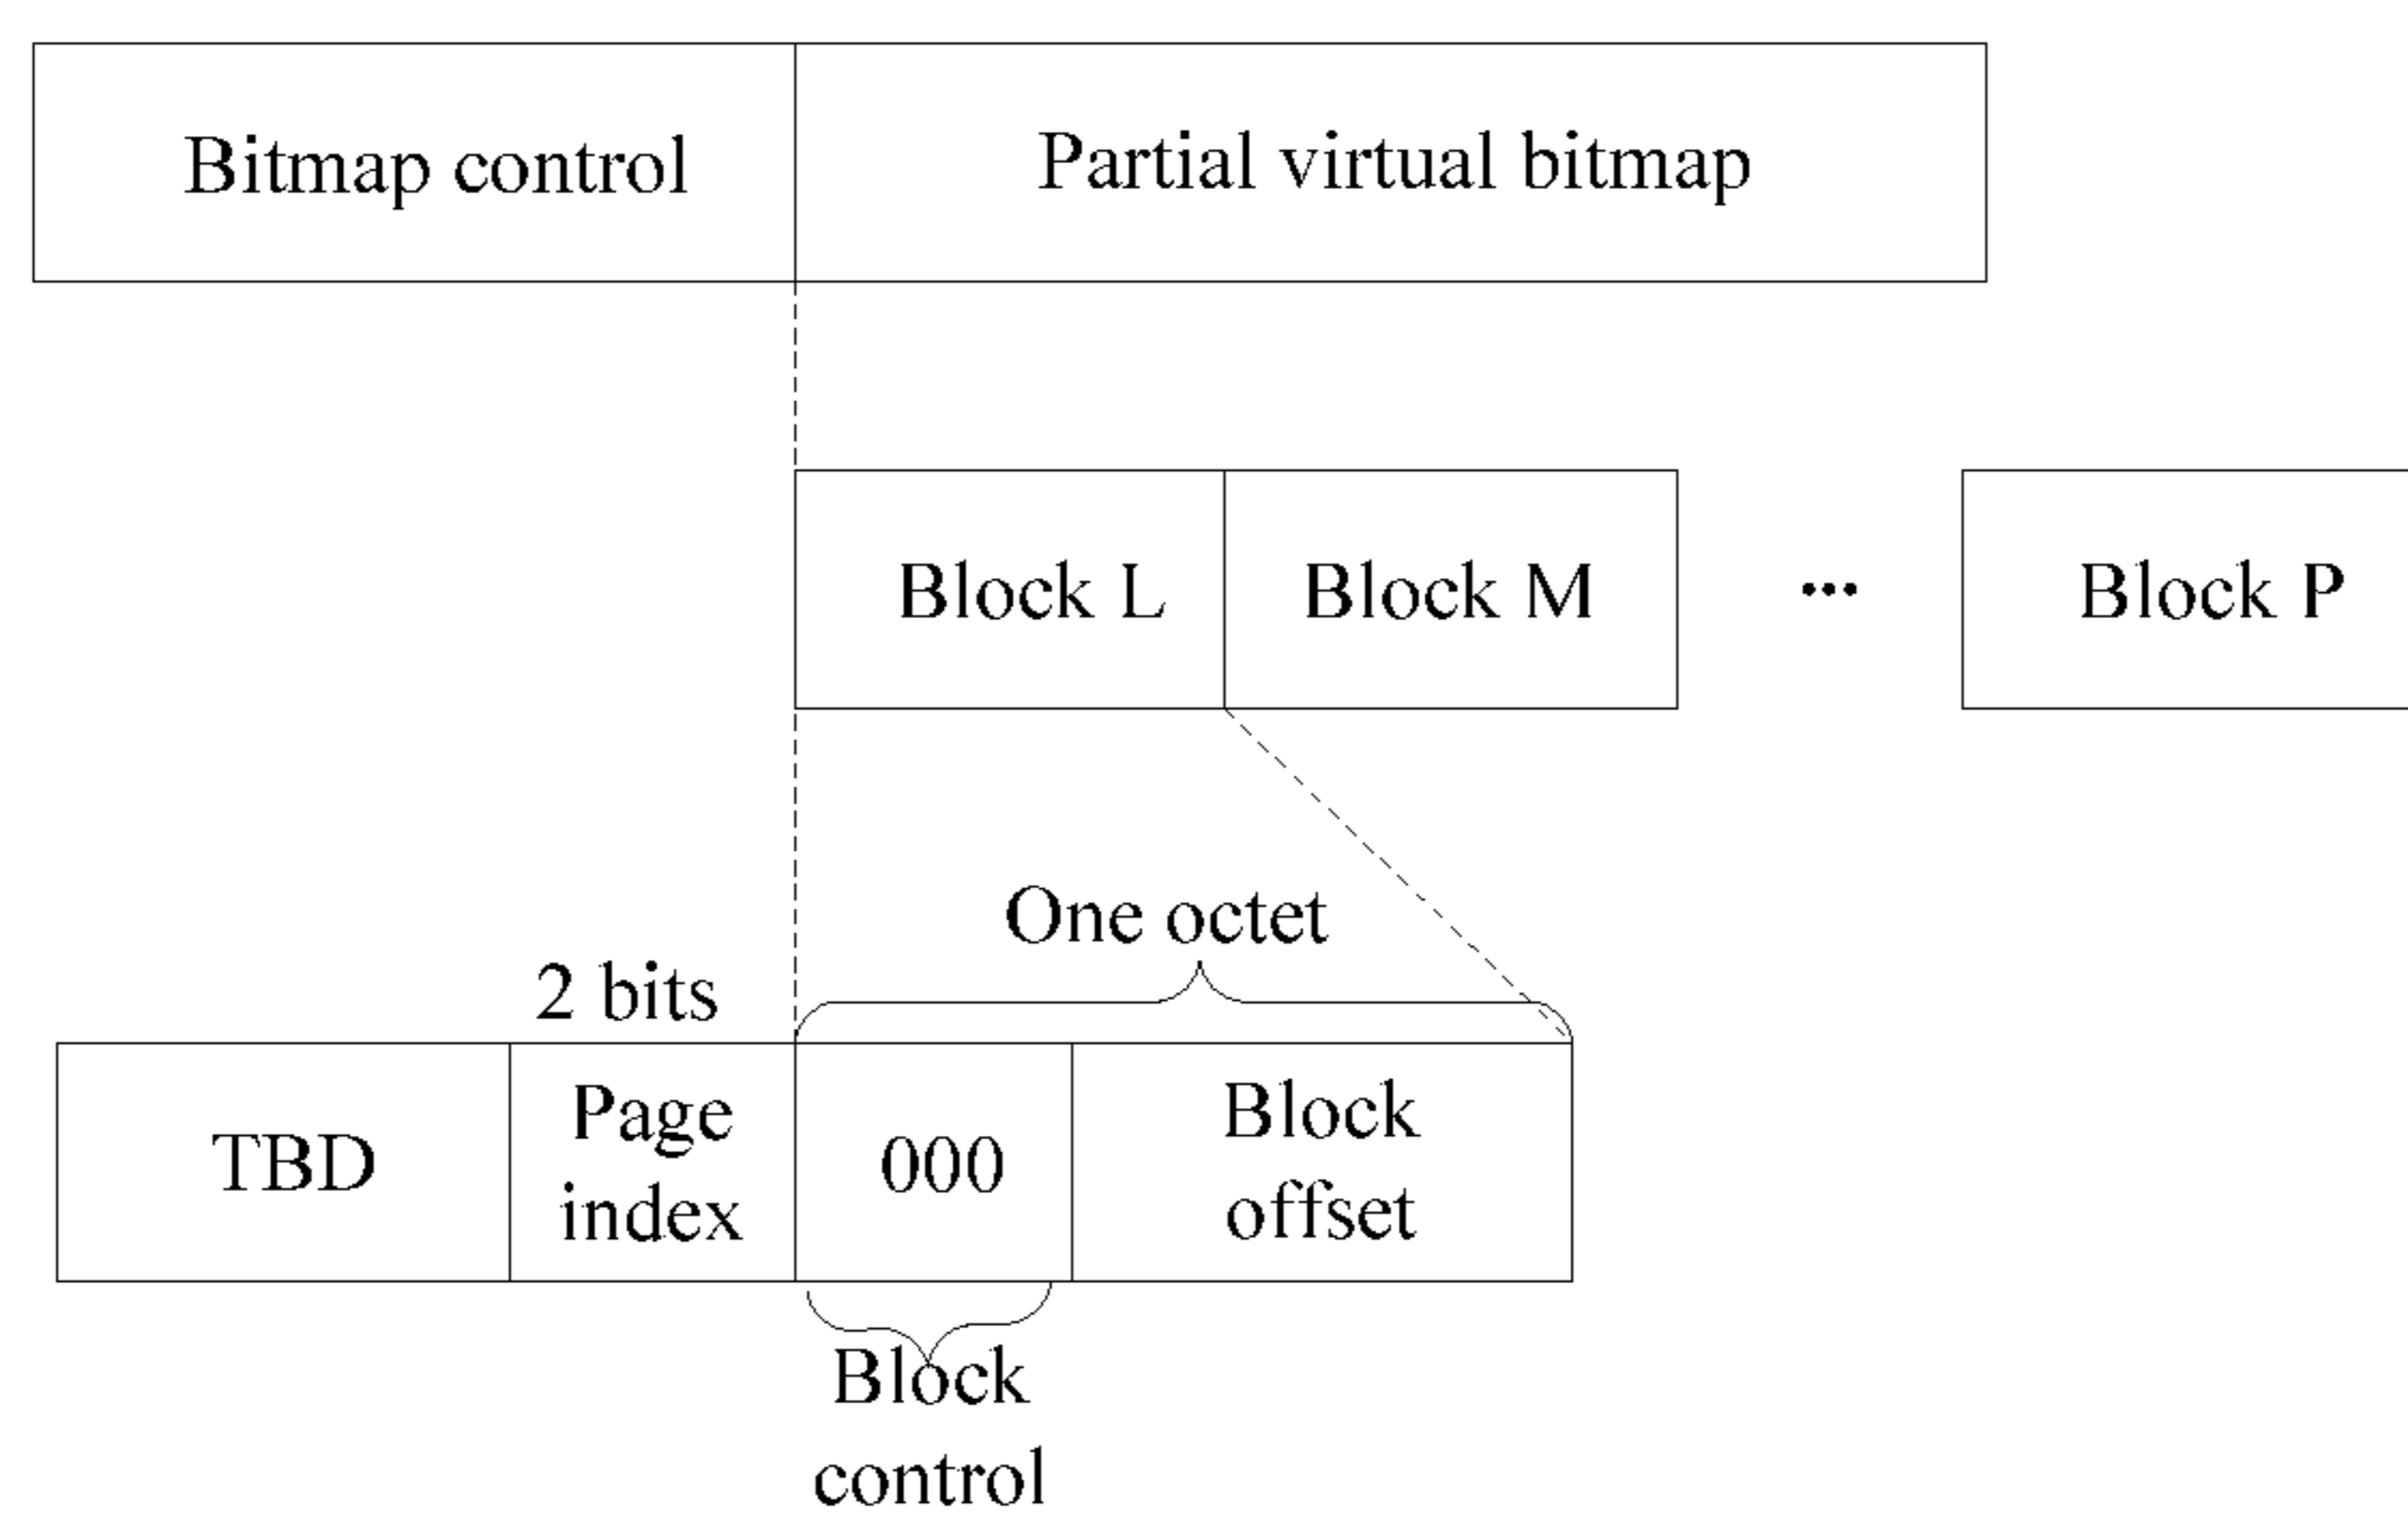 Bitmap control
Partial virtual bitmap
Block L
Block M
...
Block P
One octet
2 bits
TBD
Page
index
000
Block
offset
Block
control